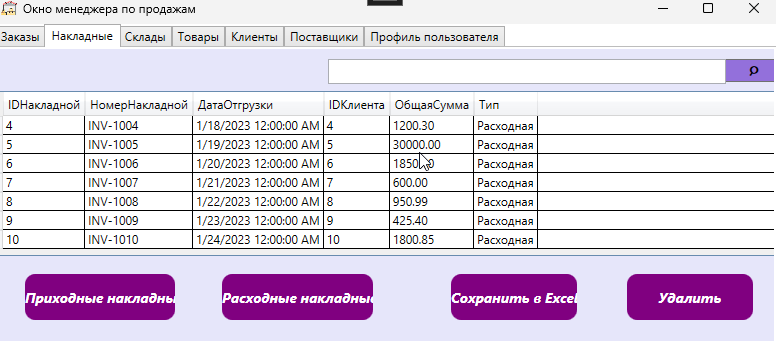 Окно менеджера по продажам
Заказы Накладные Склады Товары Клиенты Поставщики Профиль пользователя
IDНакладной НомерНакладной ДатаОтгрузки IDКлиента ОбщаяСумма Тип
4 INV-1004 1/18/2023 12:00:00 AM 4 1200.30 Расходная
5 INV-1005 1/19/2023 12:00:00 AM 5 30000.00 Расходная
6 INV-1006 1/20/2023 12:00:00 AM 6 Расходная
7 INV-1007 1/21/2023 12:00:00 AM 7 600.00 Расходная
8 INV-1008 1/22/2023 12:00:00 AM 8 950.99 Расходная
9 INV-1009 1/23/2023 12:00:00 AM 9 425.40 Расходная
10 INV-1010 1/24/2023 12:00:00 AM 10 1800.85 Расходная
Приходные накладны Расходные накладные Сохранить в Excel Удалить